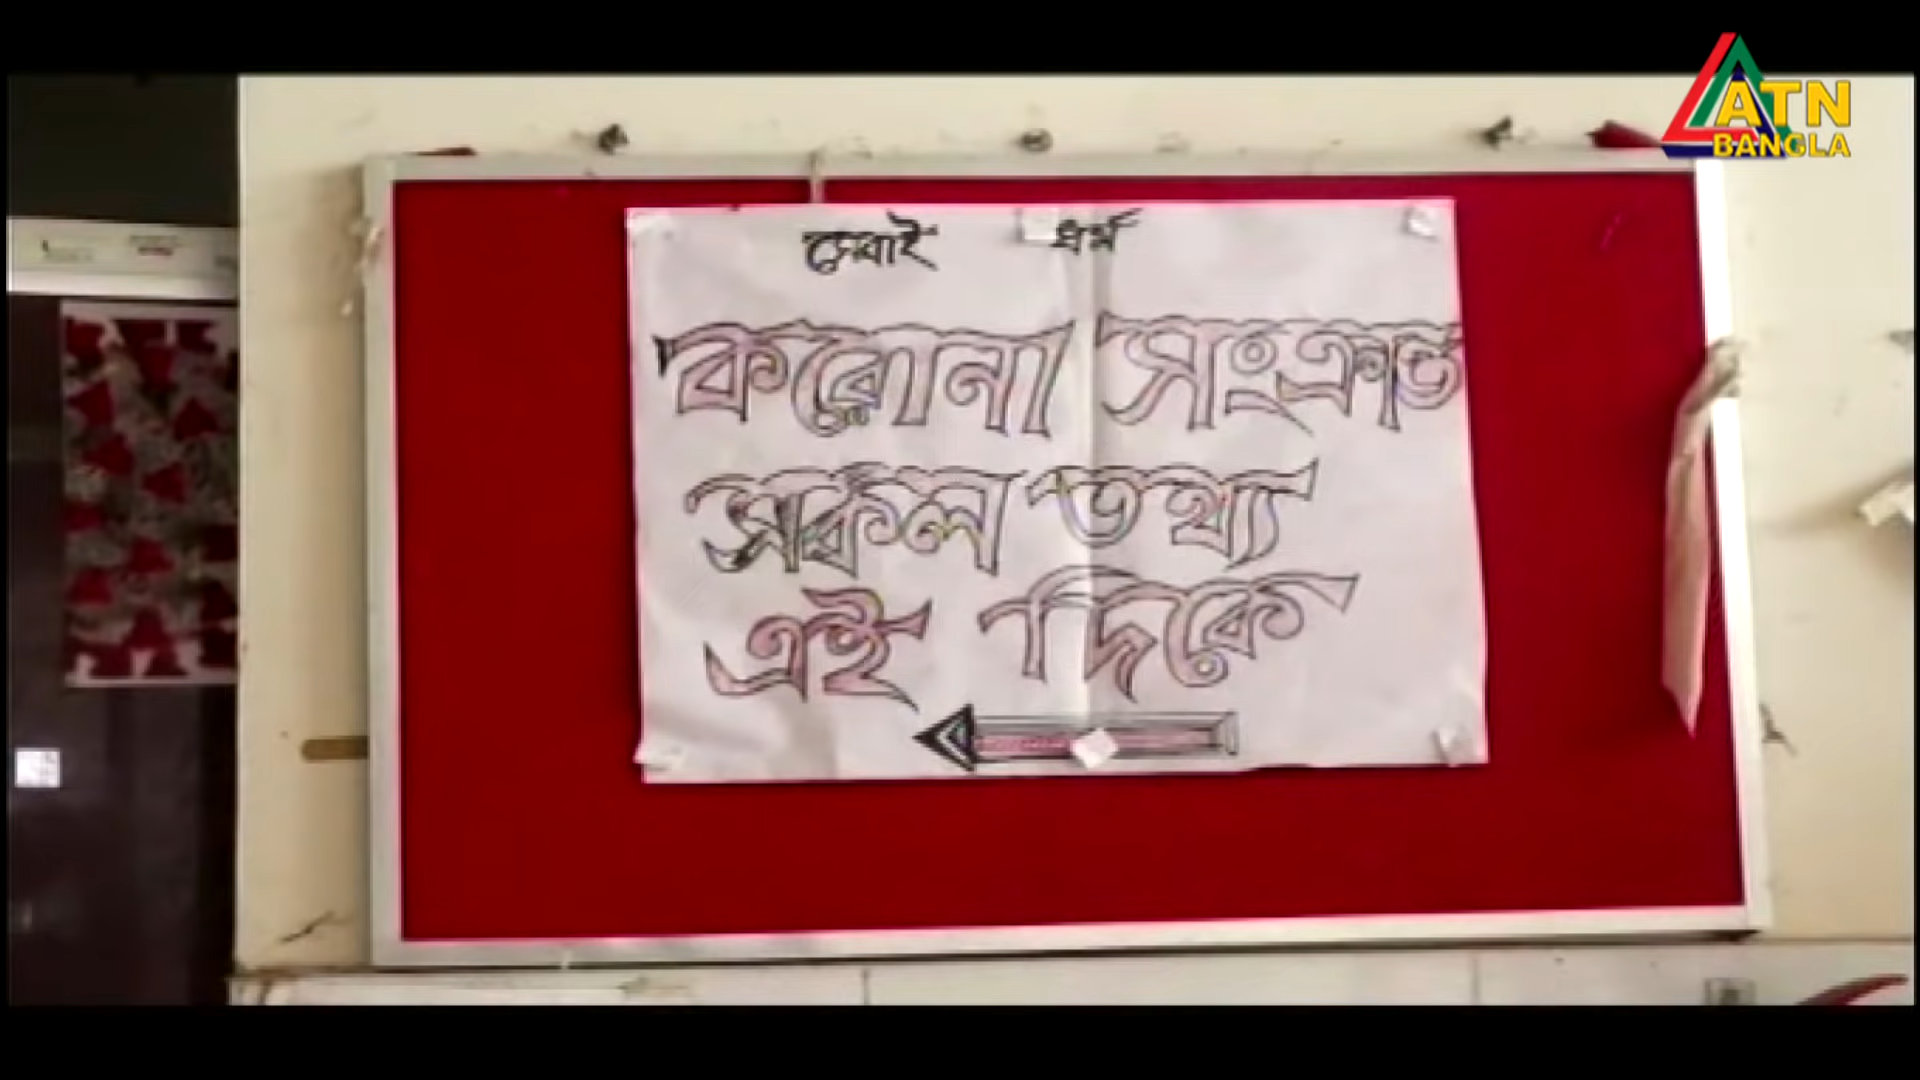 ATN
BANGLA
সেবাই ধর্ম
করোনা সংক্রান্ত
সকল তথ্য
এই দিকে